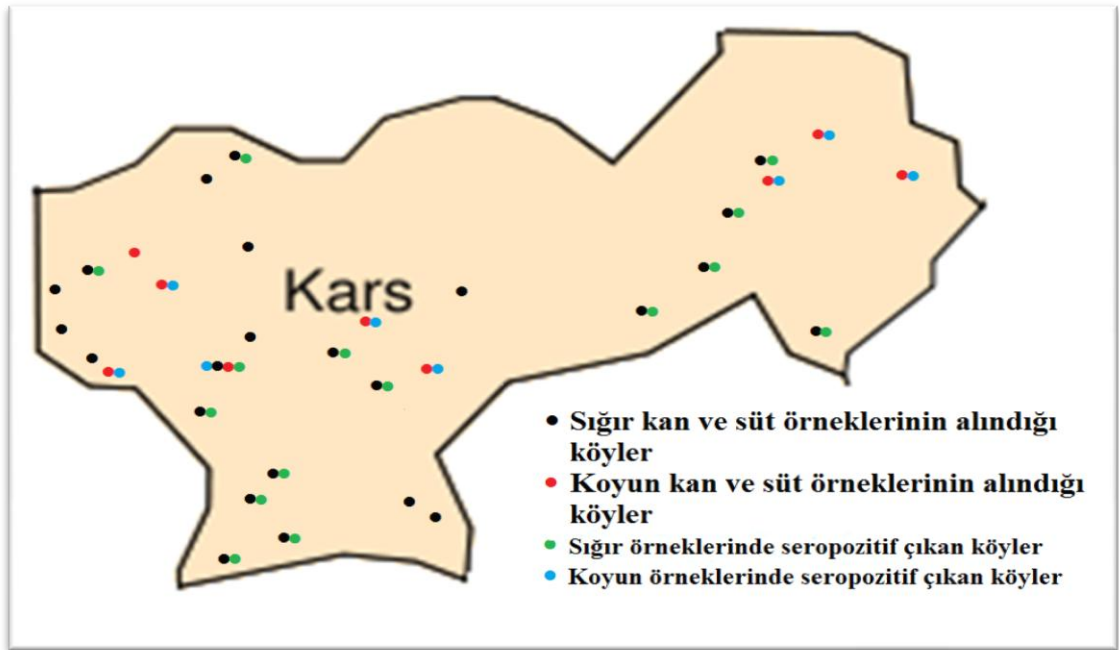 Kars
Sığır kan ve süt örneklerinin alındığı
köyler
Koyun kan ve süt örneklerinin alındığı
köyler
Sığır örneklerinde seropozitif çıkan köyler
Koyun örneklerinde seropozitif çıkan köyler